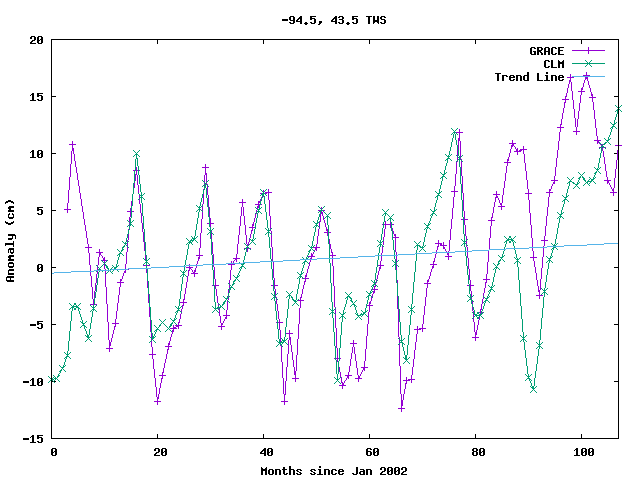 -94.5, 43.5 TWS
GRACE
CLM
Trend Line
20
15
10
5
0
-5
-10
-15
Anomaly (cm)
0 20 40 60 80 100
Months since Jan 2002